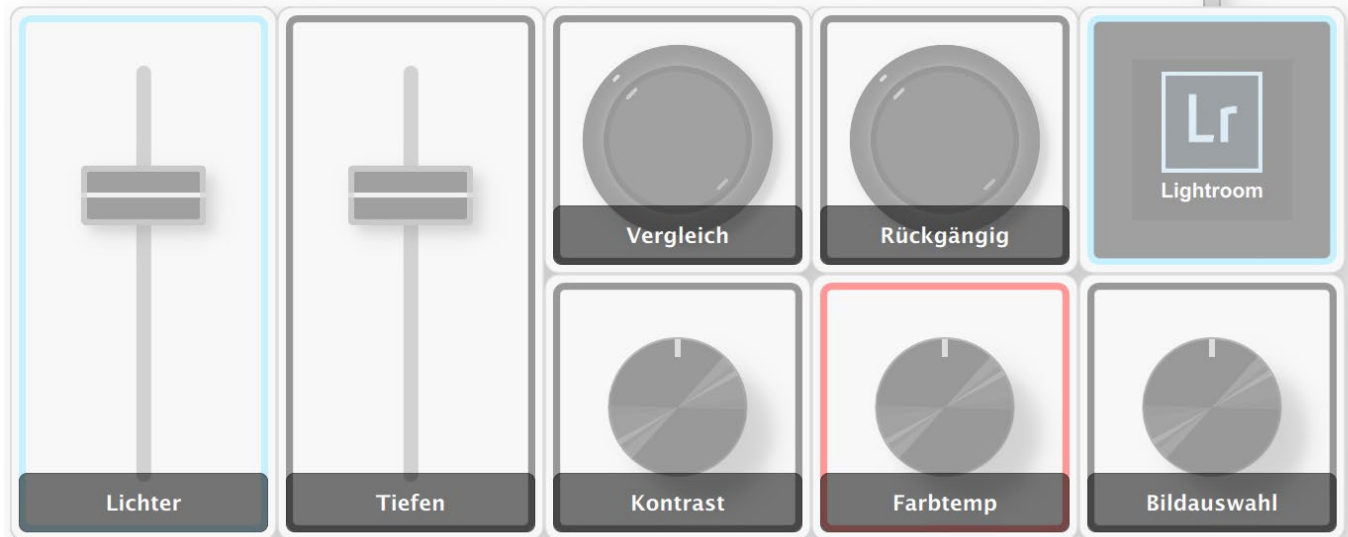 Vergleich
Rückgängig
Lr
Lightroom
Lichter
Tiefen
Kontrast
Farbtemp
Bildauswahl